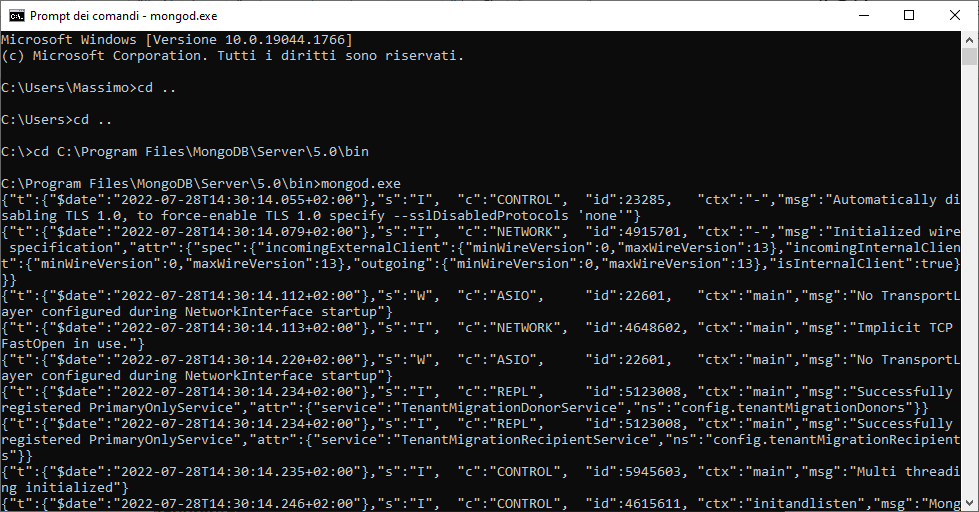 Prompt dei comandi - mongod.exe
Microsoft Windows [Versione 10.0.19044.1766]
(c) Microsoft Corporation. Tutti i diritti sono riservati.
C:\Users\Massimo>cd ..
C:\Users>cd ..
C:\>cd C:\Program Files\MongoDB\Server\5.0\bin
C:\Program Files\MongoDB\Server\5.0\bin>mongod.exe
{"t":{"$date":"2022-07-28T14:30:14.055+02:00"},"s":"I",  "c":"CONTROL",  "id":23285,   "ctx":"-","msg":"Automatically di
sabling TLS 1.0, to force-enable TLS 1.0 specify --sslDisabledProtocols 'none'"}
{"t":{"$date":"2022-07-28T14:30:14.079+02:00"},"s":"I",  "c":"NETWORK",  "id":4915701, "ctx":"-","msg":"Initialized wire
 specification","attr":{"spec":{"incomingExternalClient":{"minWireVersion":0,"maxWireVersion":13},"incomingInternalClien
t":{"minWireVersion":0,"maxWireVersion":13},"outgoing":{"minWireVersion":0,"maxWireVersion":13},"isInternalClient":true}
}}
{"t":{"$date":"2022-07-28T14:30:14.112+02:00"},"s":"W",  "c":"ASIO",     "id":22601,   "ctx":"main","msg":"No TransportL
ayer configured during NetworkInterface startup"}
{"t":{"$date":"2022-07-28T14:30:14.113+02:00"},"s":"I",  "c":"NETWORK",  "id":4648602, "ctx":"main","msg":"Implicit TCP
FastOpen in use."}
{"t":{"$date":"2022-07-28T14:30:14.220+02:00"},"s":"W",  "c":"ASIO",     "id":22601,   "ctx":"main","msg":"No TransportL
ayer configured during NetworkInterface startup"}
{"t":{"$date":"2022-07-28T14:30:14.234+02:00"},"s":"I",  "c":"REPL",     "id":5123008, "ctx":"main","msg":"Successfully
registered PrimaryOnlyService","attr":{"service":"TenantMigrationDonorService","ns":"config.tenantMigrationDonors"}}
{"t":{"$date":"2022-07-28T14:30:14.234+02:00"},"s":"I",  "c":"REPL",     "id":5123008, "ctx":"main","msg":"Successfully
registered PrimaryOnlyService","attr":{"service":"TenantMigrationRecipientService","ns":"config.tenantMigrationRecipient
s"}}
{"t":{"$date":"2022-07-28T14:30:14.235+02:00"},"s":"I",  "c":"CONTROL",  "id":5945603, "ctx":"main","msg":"Multi threadi
ng initialized"}
{"t":{"$date":"2022-07-28T14:30:14.246+02:00"},"s":"I",  "c":"CONTROL",  "id":4615611, "ctx":"initandlisten","msg":"Mong